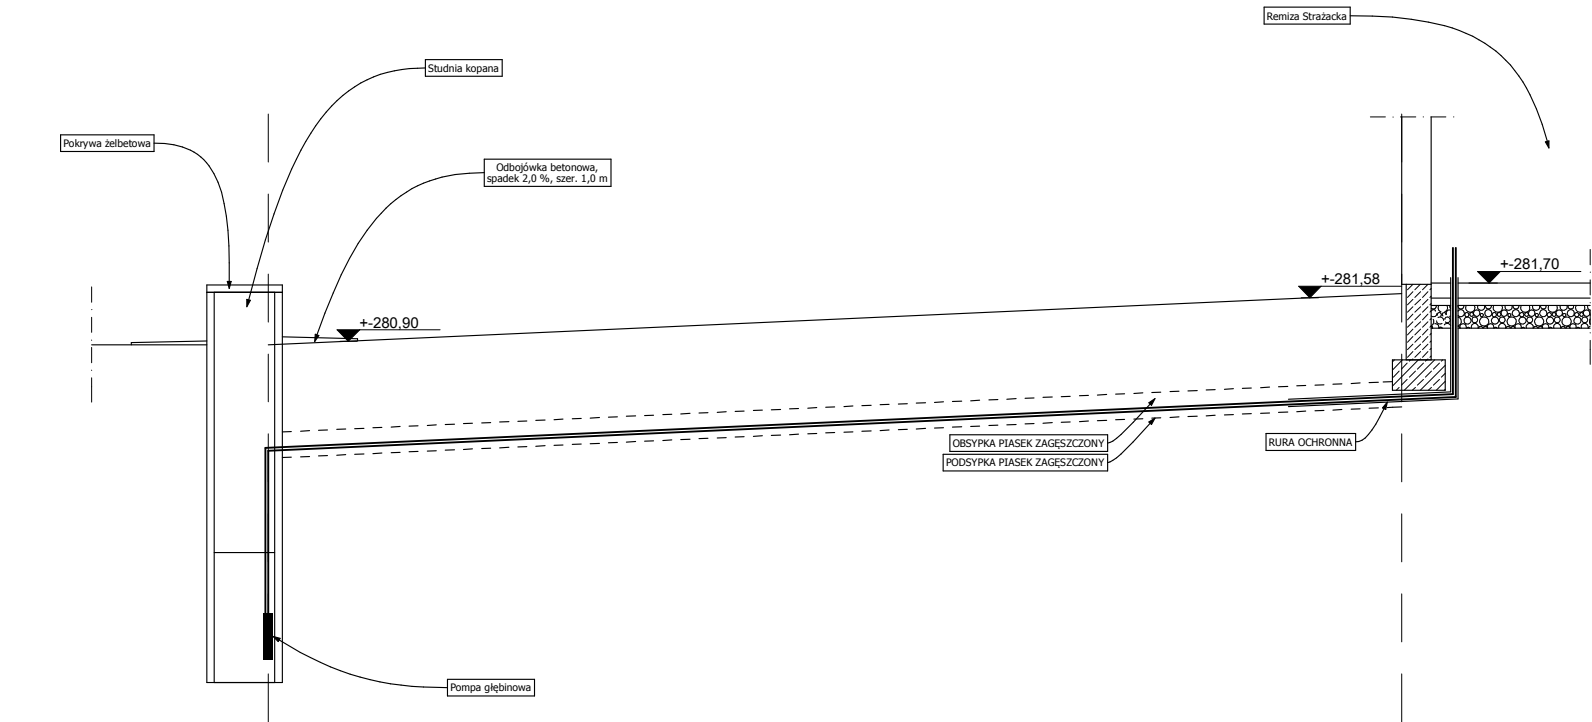 Remiza Strażacka
Studnia kopana
Pokrywa żelbetowa
Odbojówka betonowa,
spadek 2,0 %, szer. 1,0 m
+-281,70
+-281,58
+-280,90
OBSYPKA PIASEK ZAGĘSZCZONY
RURA OCHRONNA
PODSYPKA PIASEK ZAGĘSZCZONY
Pompa głębinowa